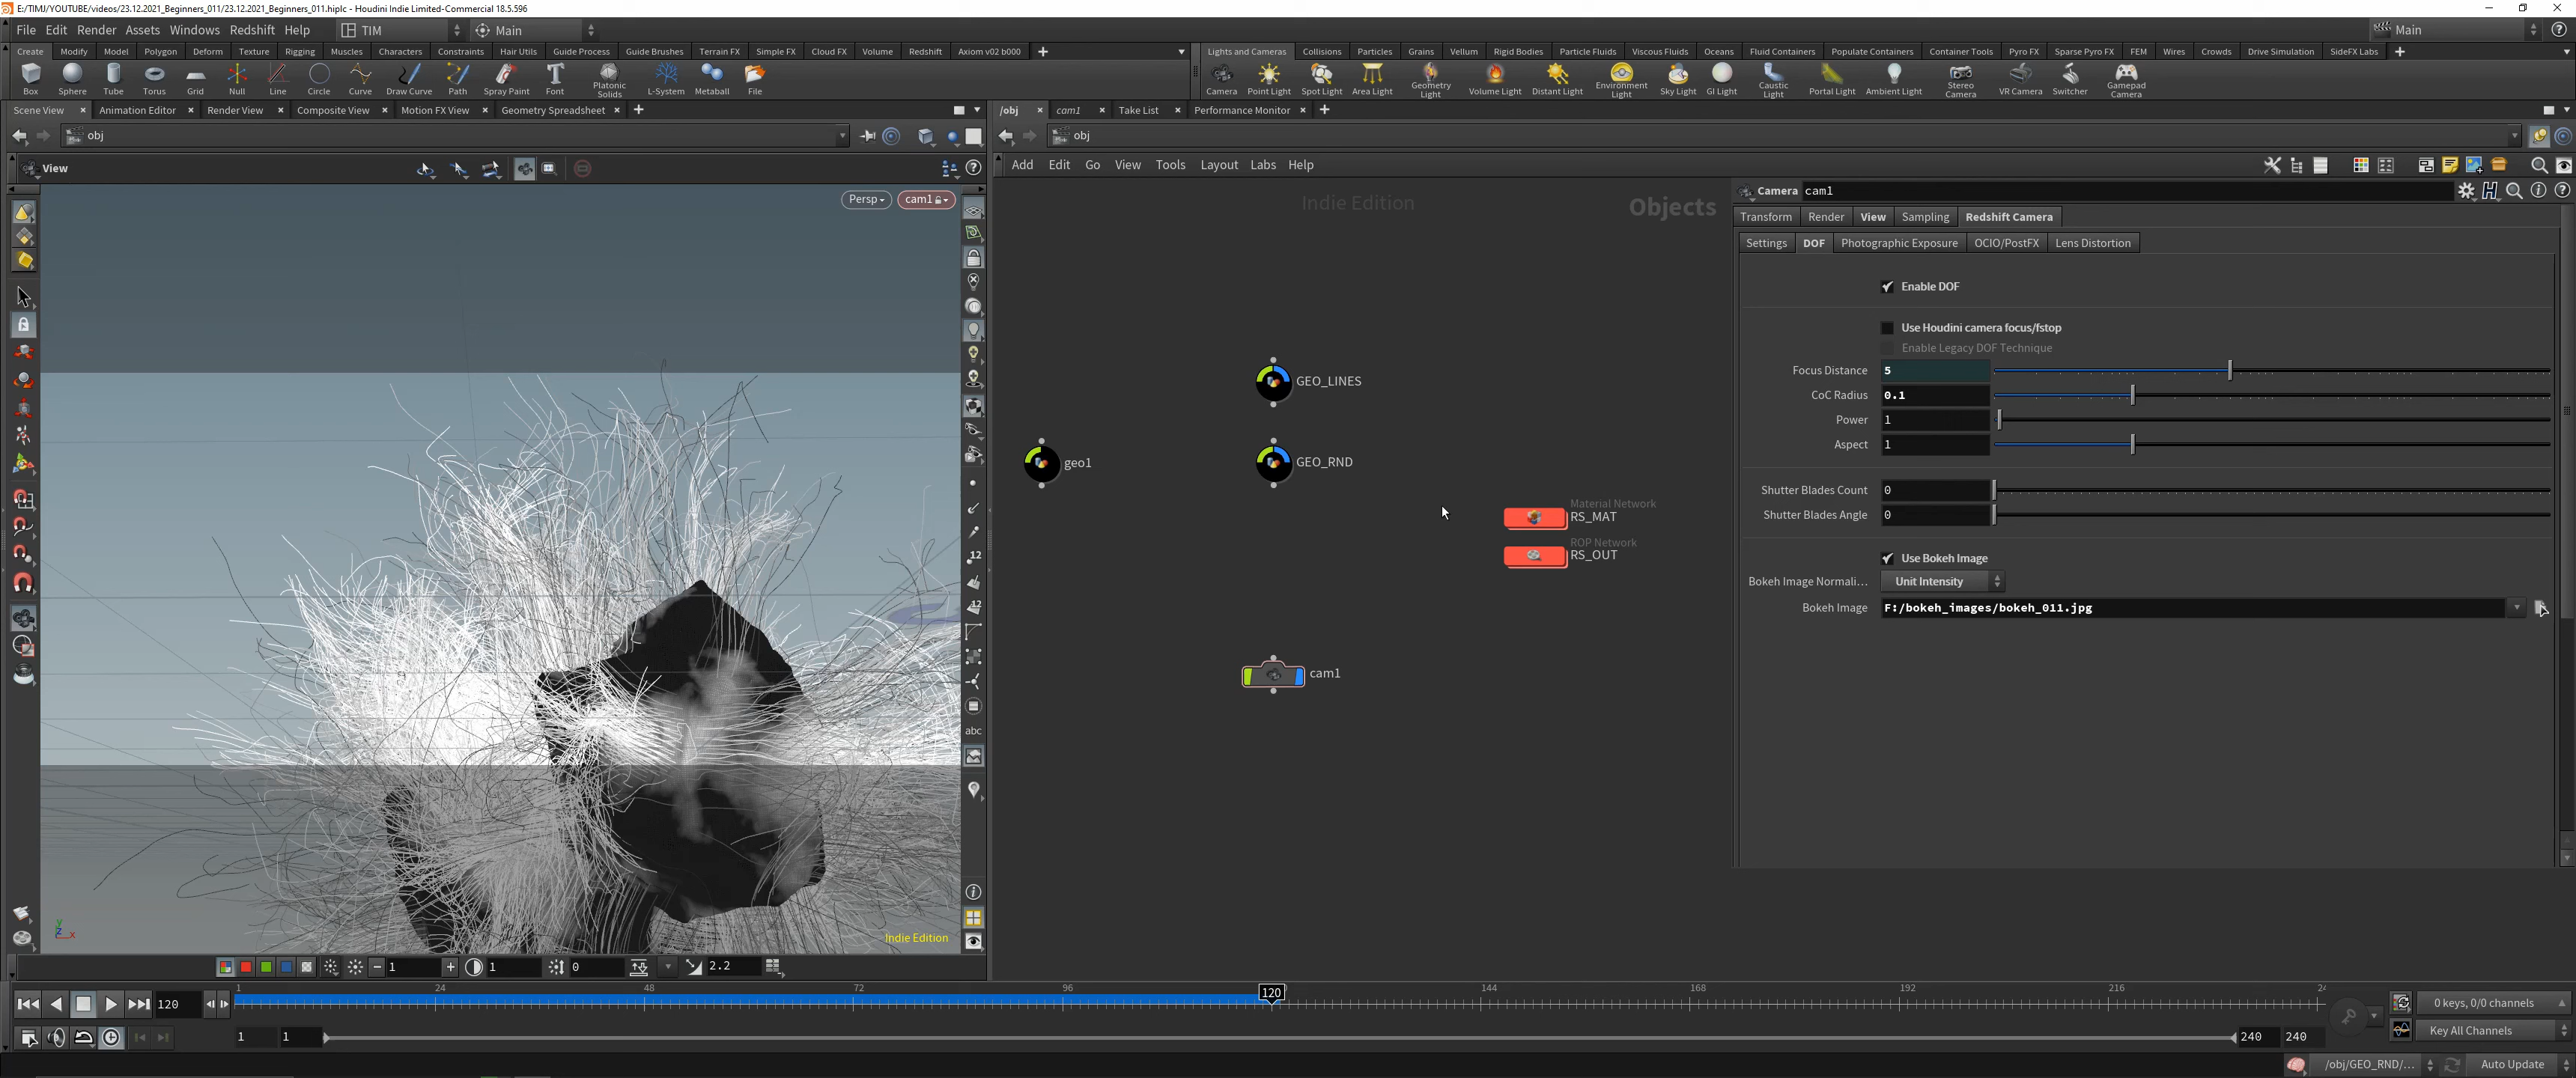 E:/TIMJ/YOUTUBE/videos/23.12.2021_Beginners_011/23.12.2021_Beginners_011.hiplc - Houdini Indie Limited-Commercial 18.5.596
File Edit Render Assets Windows Redshift Help TIM Main Main
Create Modify Model Polygon Deform Texture Rigging Muscles Characters Constraints Hair Utils Guide Process Guide Brushes Terrain FX Simple FX Cloud FX Volume Redshift Axiom v02 b000
Lights and Cameras Collisions Particles Grains Vellum Rigid Bodies Particle Fluids Viscous Fluids Oceans Fluid Containers Populate Containers Container Tools Pyro FX Sparse Pyro FX FEM Wires Crowds Drive Simulation SideFX Labs
Box Sphere Tube Torus Grid Null Line Circle Curve Draw Curve Path Spray Paint Font Platonic Solids L-System Metaball File
Camera Point Light Spot Light Area Light Geometry Light Volume Light Distant Light Environment Light Sky Light GI Light Caustic Light Portal Light Ambient Light Stereo Camera VR Camera Switcher Gamepad Camera
Scene View Animation Editor Render View Composite View Motion FX View Geometry Spreadsheet
/obj cam1 Take List Performance Monitor
obj
obj
View
Add Edit Go View Tools Layout Labs Help
Persp cam1
Indie Edition
Objects
Camera cam1
Transform Render View Sampling Redshift Camera
Settings DOF Photographic Exposure OCIO/PostFX Lens Distortion
Enable DOF
Use Houdini camera focus/fstop
Enable Legacy DOF Technique
Focus Distance 5
CoC Radius 0.1
Power 1
Aspect 1
Shutter Blades Count 0
Shutter Blades Angle 0
Use Bokeh Image
Bokeh Image Normali... Unit Intensity
Bokeh Image F:/bokeh_images/bokeh_011.jpg
GEO_LINES
geo1
GEO_RND
Material Network
RS_MAT
ROP Network
RS_OUT
cam1
12
12
abc
Indie Edition
1 1 0 2.2
120 1 24 48 72 96 120 144 168 192 216 24
0 keys, 0/0 channels
1 1 240 240
Key All Channels
/obj/GEO_RND/... Auto Update